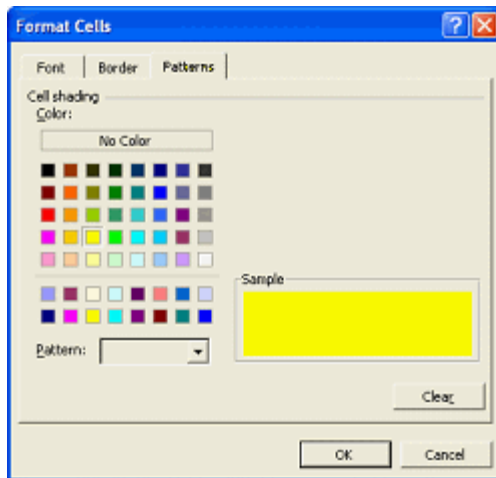 Format Cells
Font Border Patterns
Cell shading
Color:
No Color
Sample
Pattern:
Clear
OK Cancel